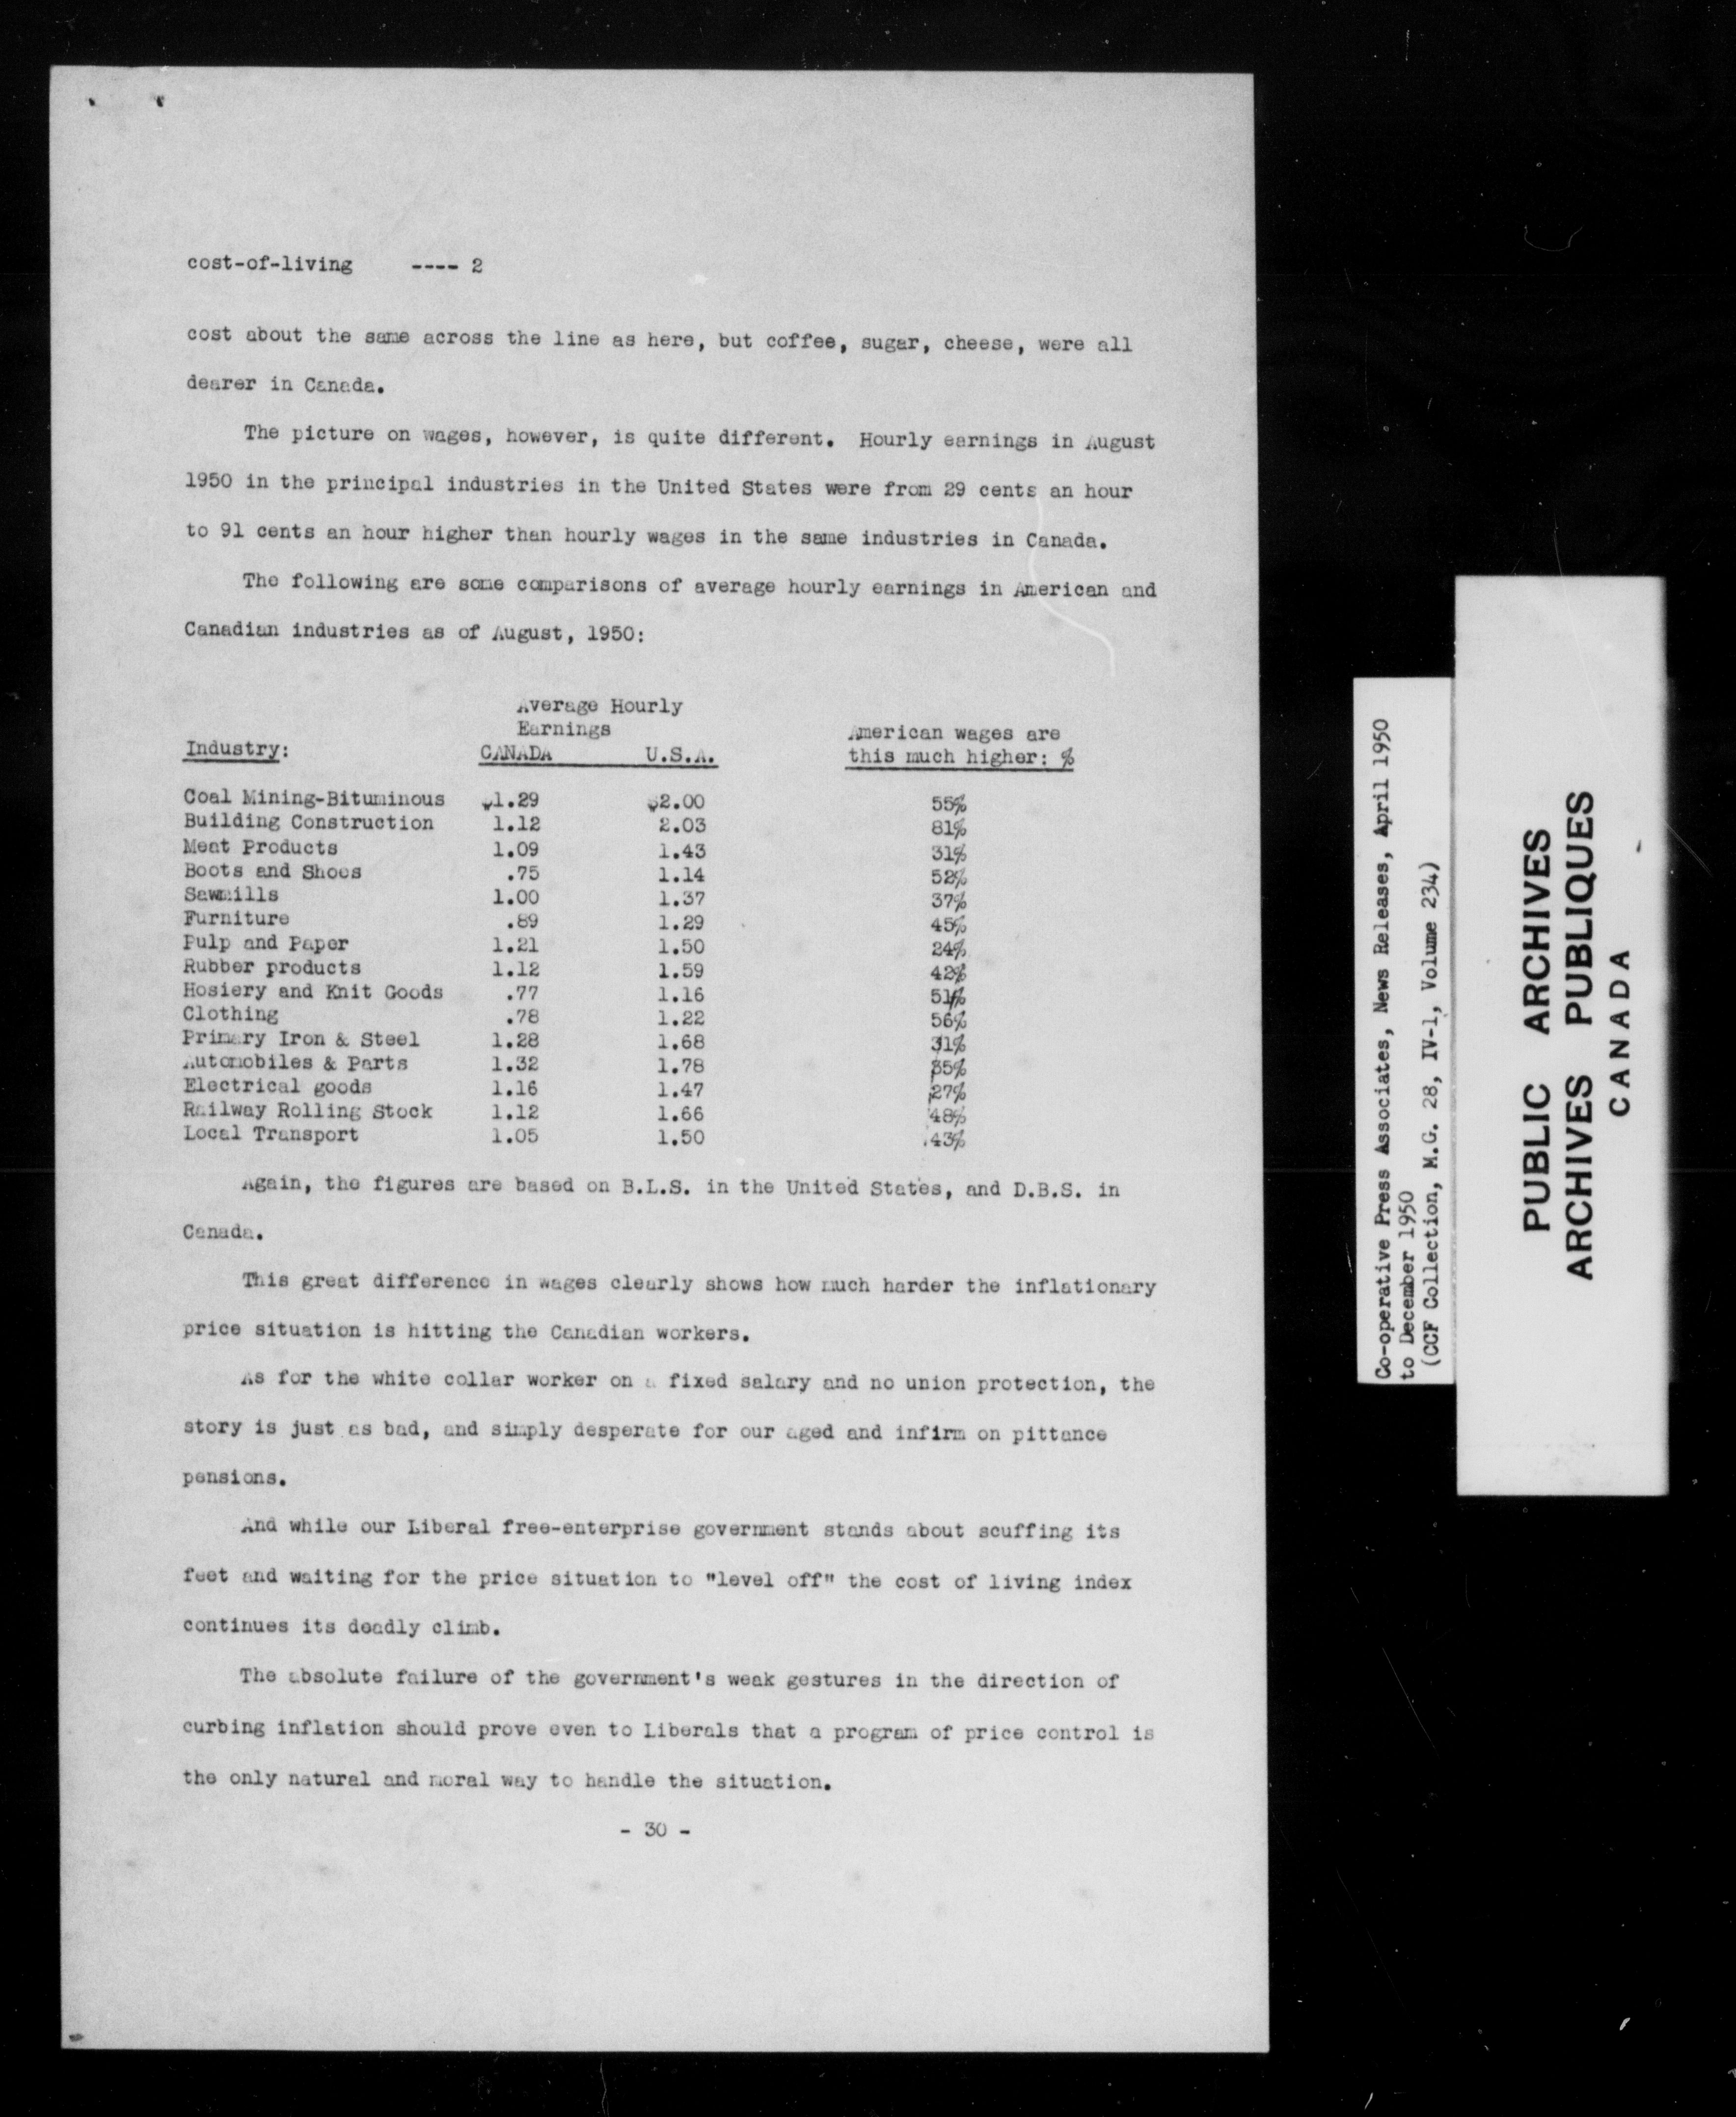 cost-of-living ---- 2
cost about the same across the line as here, but coffee, sugar, cheese, were all
dearer in Canada.
The picture on wages, however, is quite different. Hourly earnings in August
1950 in the principal industries in the United States were from 29 cents an hour
to 91 cents an hour higher than hourly wages in the same industries in Canada.
The following are some comparisons of average hourly earnings in American and
Canadian industries as of August, 1950:
Average Hourly
Earnings
American wages are
Industry: CANADA U.S.A. this much higher: %
Coal Mining-Bituminous $1.29 $2.00 55%
Building Construction 1.12 2.03 81%
Meat Products 1.09 1.43 31%
Boots and Shoes .75 1.14 52%
Sawmills 1.00 1.37 37%
Furniture .89 1.29 45%
Pulp and Paper 1.21 1.50 24%
Rubber products 1.12 1.59 42%
Hosiery and Knit Goods .77 1.16 51%
Clothing .78 1.22 56%
Primary Iron & Steel 1.28 1.68 31%
Automobiles & Parts 1.32 1.78 35%
Electrical goods 1.16 1.47 27%
Railway Rolling Stock 1.12 1.66 48%
Local Transport 1.05 1.50 43%
Again, the figures are based on B.L.S. in the United States, and D.B.S. in
Canada.
This great difference in wages clearly shows how much harder the inflationary
price situation is hitting the Canadian workers.
As for the white collar worker on a fixed salary and no union protection, the
story is just as bad, and simply desperate for our aged and infirm on pittance
pensions.
And while our Liberal free-enterprise government stands about scuffing its
feet and waiting for the price situation to "level off" the cost of living index
continues its deadly climb.
The absolute failure of the government's weak gestures in the direction of
curbing inflation should prove even to Liberals that a program of price control is
the only natural and moral way to handle the situation.
- 30 -
Co-operative Press Associates, News Releases, April 1950
to December 1950
(CCF Collection, M.G. 28, IV-1, Volume 234)
PUBLIC ARCHIVES
ARCHIVES PUBLIQUES
CANADA